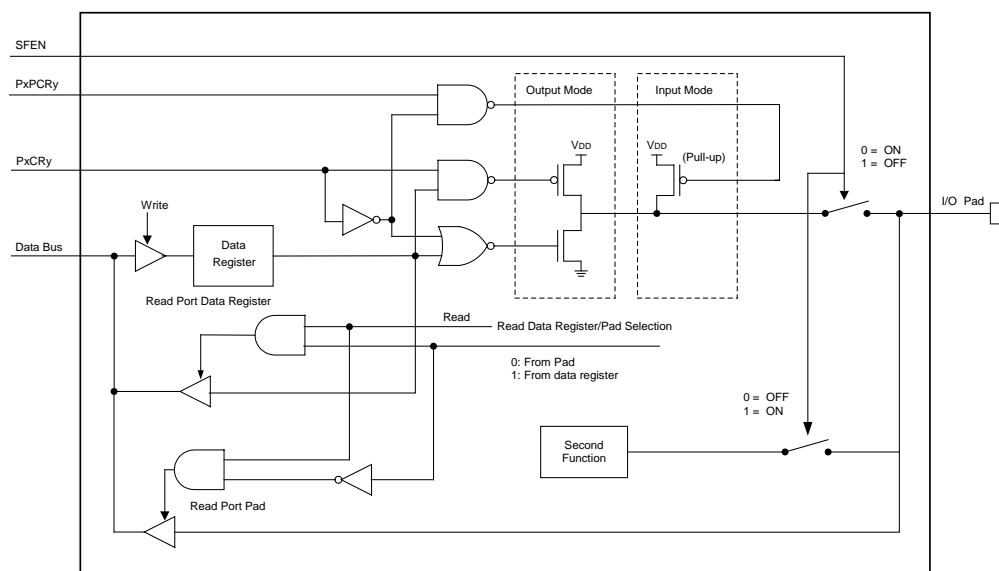 SFEN
PxPCRy
Output Mode
Input Mode
VDD
VDD
(Pull-up)
0 = ON
1 = OFF
PxCRy
I/O Pad
Write
Data Bus
Data
Register
Read Port Data Register
Read
Read Data Register/Pad Selection
0: From Pad
1: From data register
0 = OFF
1 = ON
Second
Function
Read Port Pad